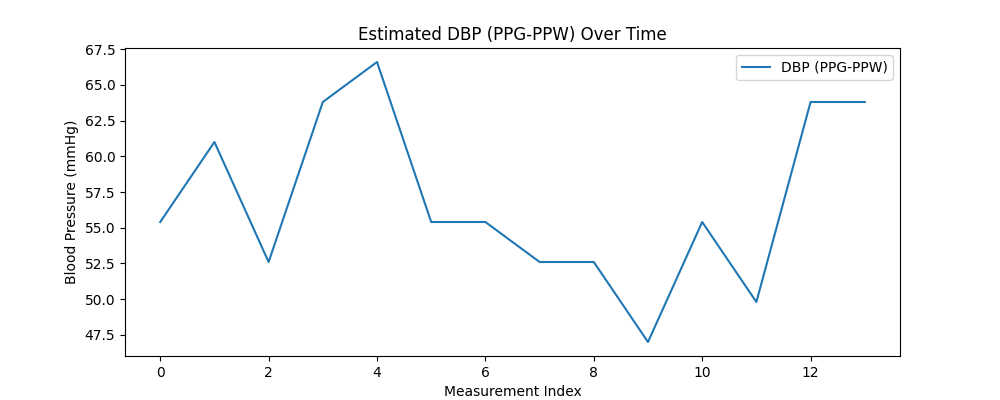 Estimated DBP (PPG-PPW) Over Time
DBP (PPG-PPW)
Blood Pressure (mmHg)
67.5
65.0
62.5
60.0
57.5
55.0
52.5
50.0
47.5
0 2 4 6 8 10 12
Measurement Index